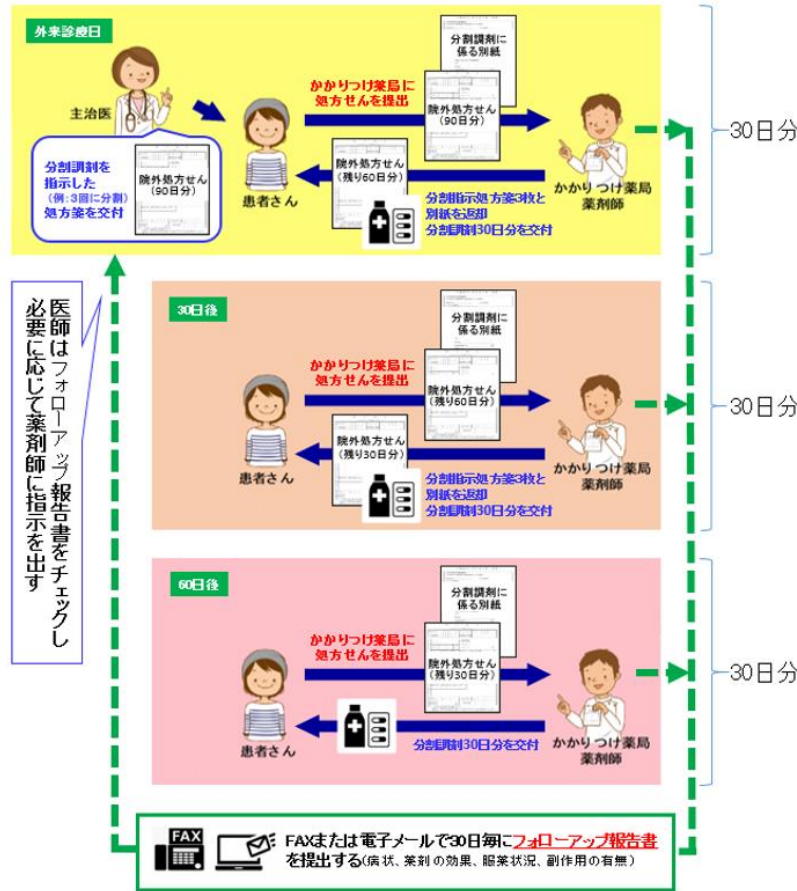 外来診療日
主治医
分割調剤を
指示した
(例:3回に分割)
処方箋を交付
院外処方せん
(90日分)
患者さん
かかりつけ薬局に
処方せんを提出
分割調剤に
係る別紙
院外処方せん
(90日分)
院外処方せん
(残り60日分)
分割指示処方箋3枚と
別紙を返却
分割調剤30日分を交付
かかりつけ薬局
薬剤師
30日分
医師はフォローアップ報告書をチェックし
必要に応じて薬剤師に指示を出す
30日後
患者さん
かかりつけ薬局に
処方せんを提出
分割調剤に
係る別紙
院外処方せん
(残り60日分)
院外処方せん
(残り30日分)
分割指示処方箋3枚と
別紙を返却
分割調剤30日分を交付
かかりつけ薬局
薬剤師
30日分
60日後
患者さん
かかりつけ薬局に
処方せんを提出
分割調剤に
係る別紙
院外処方せん
(残り30日分)
分割調剤30日分を交付
かかりつけ薬局
薬剤師
30日分
FAX
FAXまたは電子メールで30日毎にフォローアップ報告書
を提出する(病状、薬剤の効果、服薬状況、副作用の有無)